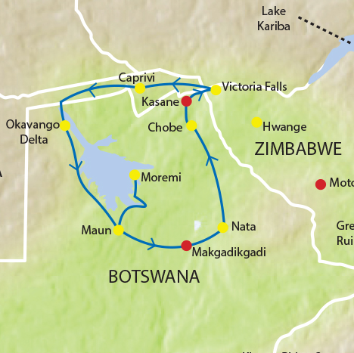 Lake
Kariba
Caprivi
Victoria Falls
Kasane
Okavango
Delta
Chobe
Hwange
ZIMBABWE
Moremi
Moto
Maun
Nata
Gre
Rui
Makgadikgadi
BOTSWANA